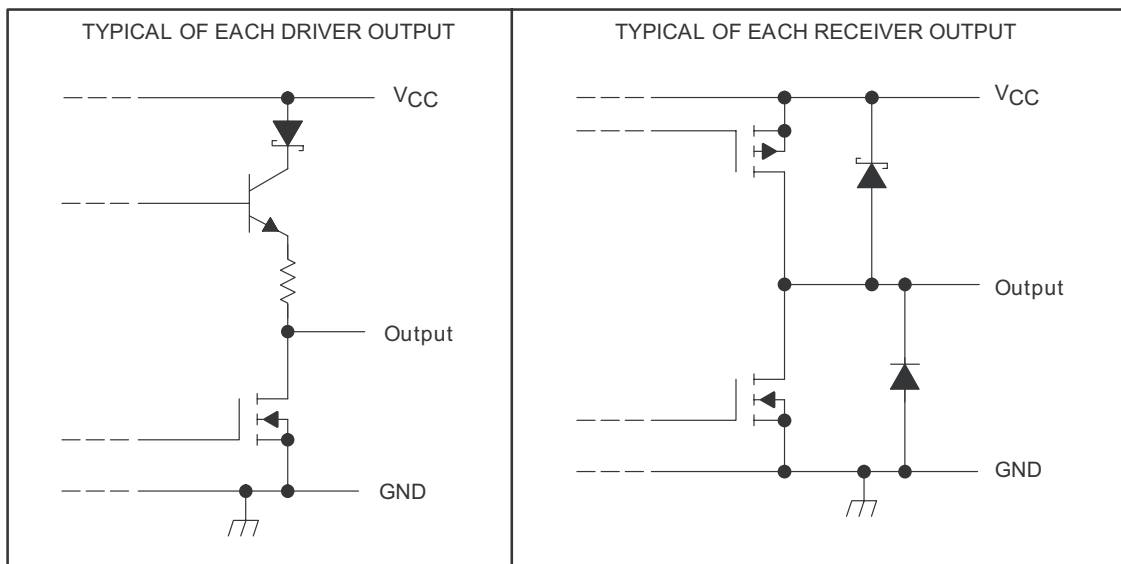 TYPICAL OF EACH DRIVER OUTPUT
VCC
Output
GND
TYPICAL OF EACH RECEIVER OUTPUT
VCC
Output
GND